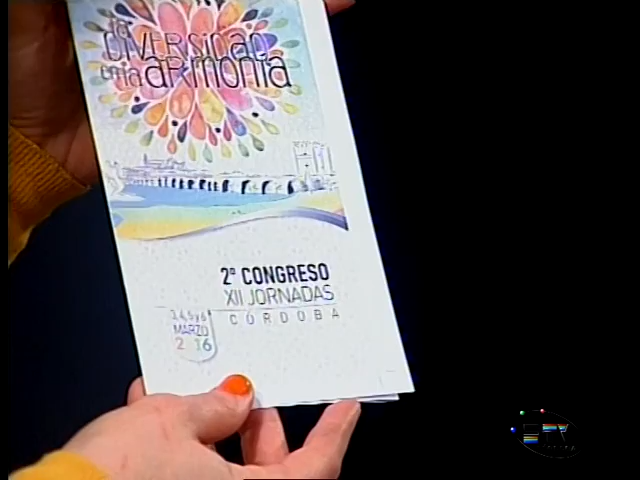 la
DIVERSIDAD
en la armonía
2º CONGRESO
XII JORNADAS
CÓRDOBA
3,4,5 y 6
MARZO
2016